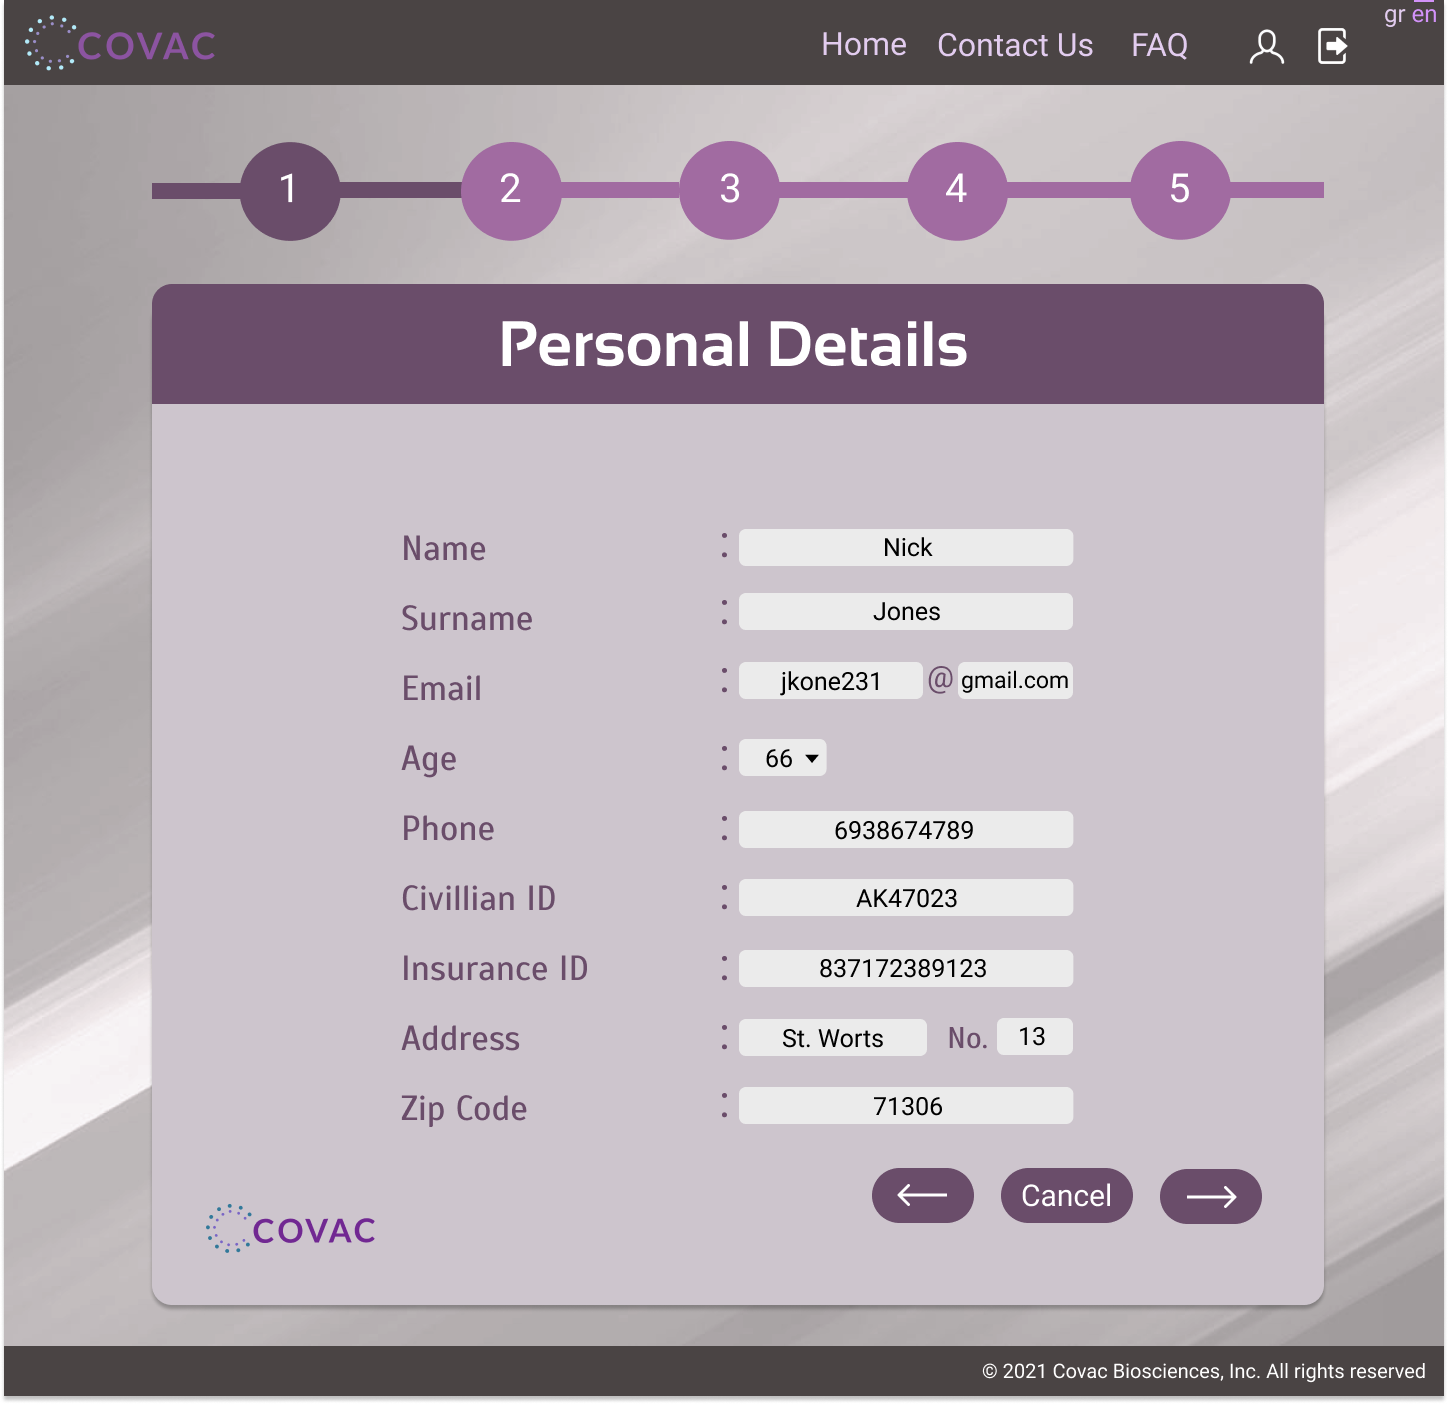 gr en
COVAC Home Contact Us FAQ
1 2 3 4 5
Personal Details
Name : Nick
Surname : Jones
Email : jkone231 @ gmail.com
Age : 66
Phone : 6938674789
Civillian ID : AK47023
Insurance ID : 837172389123
Address : St. Worts No. 13
Zip Code : 71306
Cancel
COVAC
© 2021 Covac Biosciences, Inc. All rights reserved